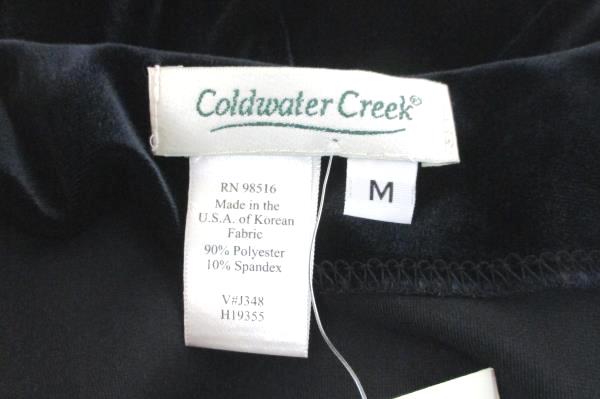 Coldwater Creek®
M
RN 98516
Made in the
U.S.A. of Korean
Fabric
90% Polyester
10% Spandex
V#J348
H19355